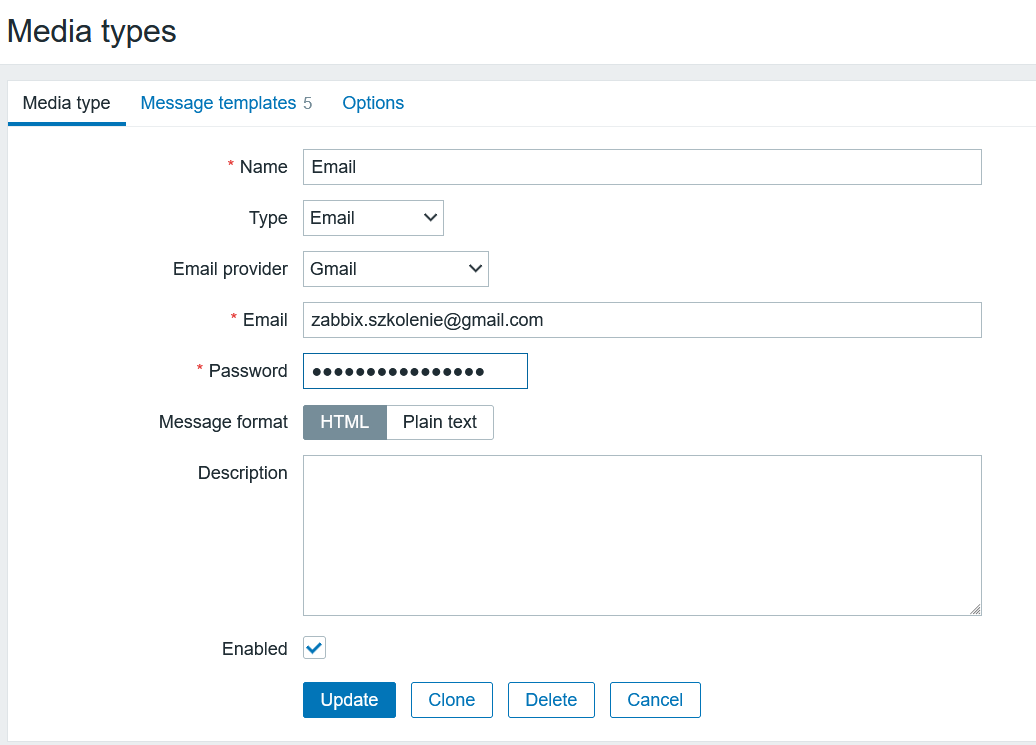 Media types
Media type Message templates 5 Options
* Name Email
Type Email
Email provider Gmail
* Email zabbix.szkolenie@gmail.com
* Password ●●●●●●●●●●●●●●●●
Message format HTML Plain text
Description
Enabled
Update Clone Delete Cancel